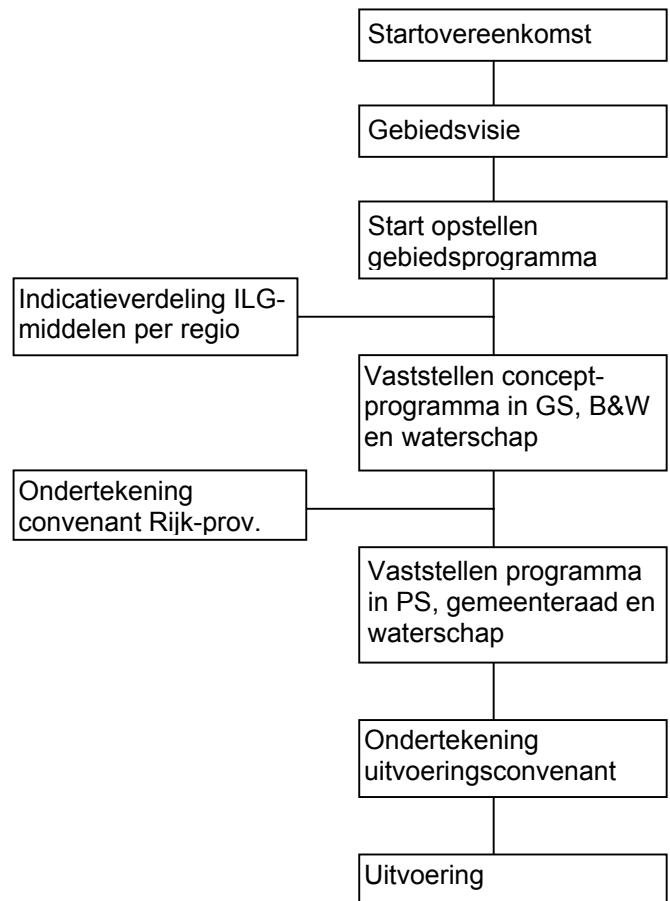 Startovereenkomst
Gebiedsvisie
Start opstellen
gebiedsprogramma
Indicatieverdeling ILG-
middelen per regio
Vaststellen concept-
programma in GS, B&W
en waterschap
Ondertekening
convenant Rijk-prov.
Vaststellen programma
in PS, gemeenteraad en
waterschap
Ondertekening
uitvoeringsconvenant
Uitvoering